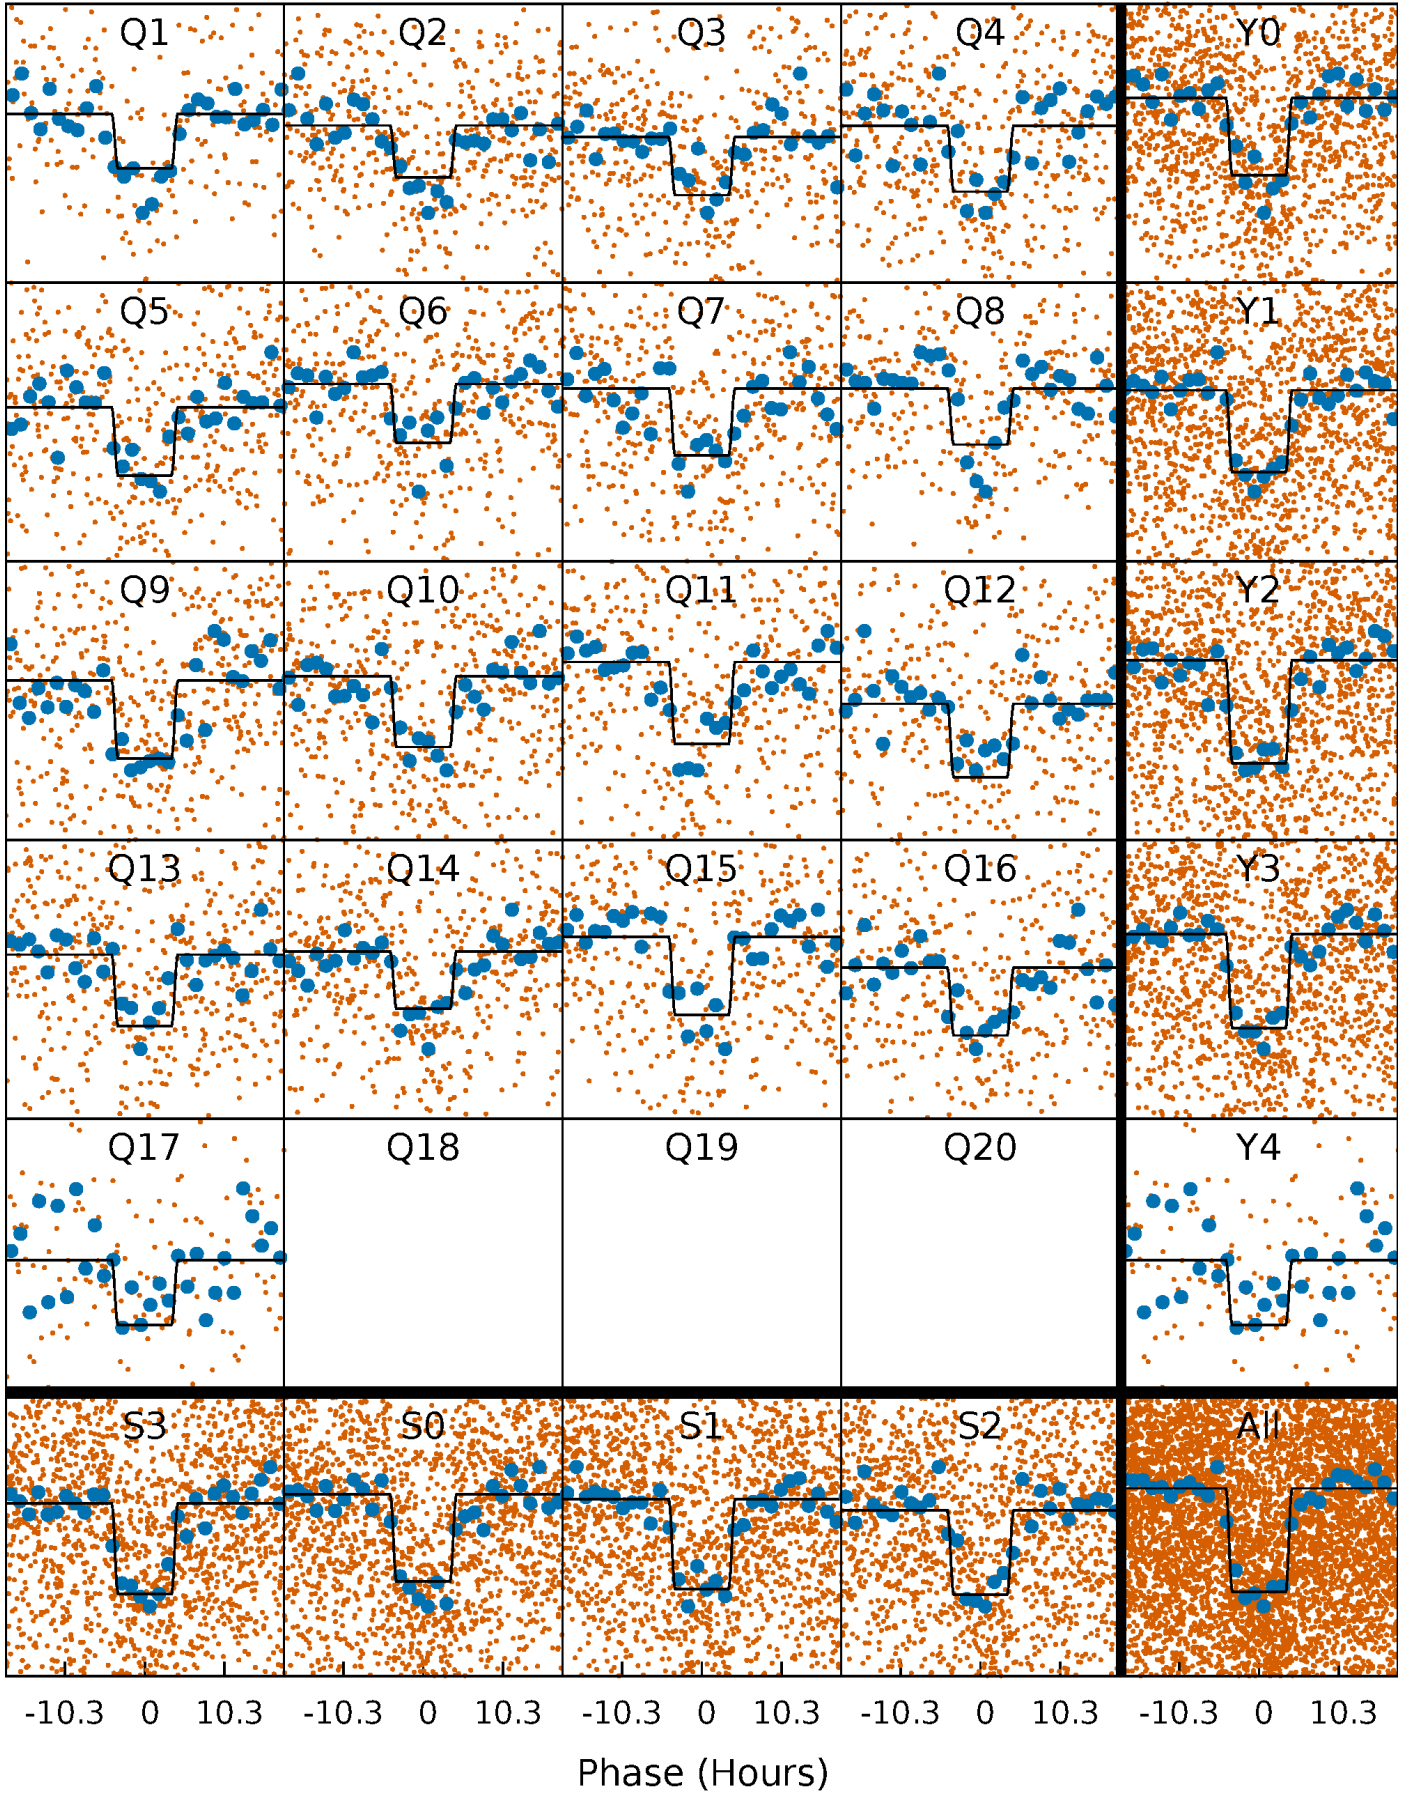 Q1 Q2 Q3 Q4 Y0
Q5 Q6 Q7 Q8 Y1
Q9 Q10 Q11 Q12 Y2
Q13 Q14 Q15 Q16 Y3
Q17 Q18 Q19 Q20 Y4
S3 S0 S1 S2 All
-10.3 0 10.3 -10.3 0 10.3 -10.3 0 10.3 -10.3 0 10.3 -10.3 0 10.3
Phase (Hours)